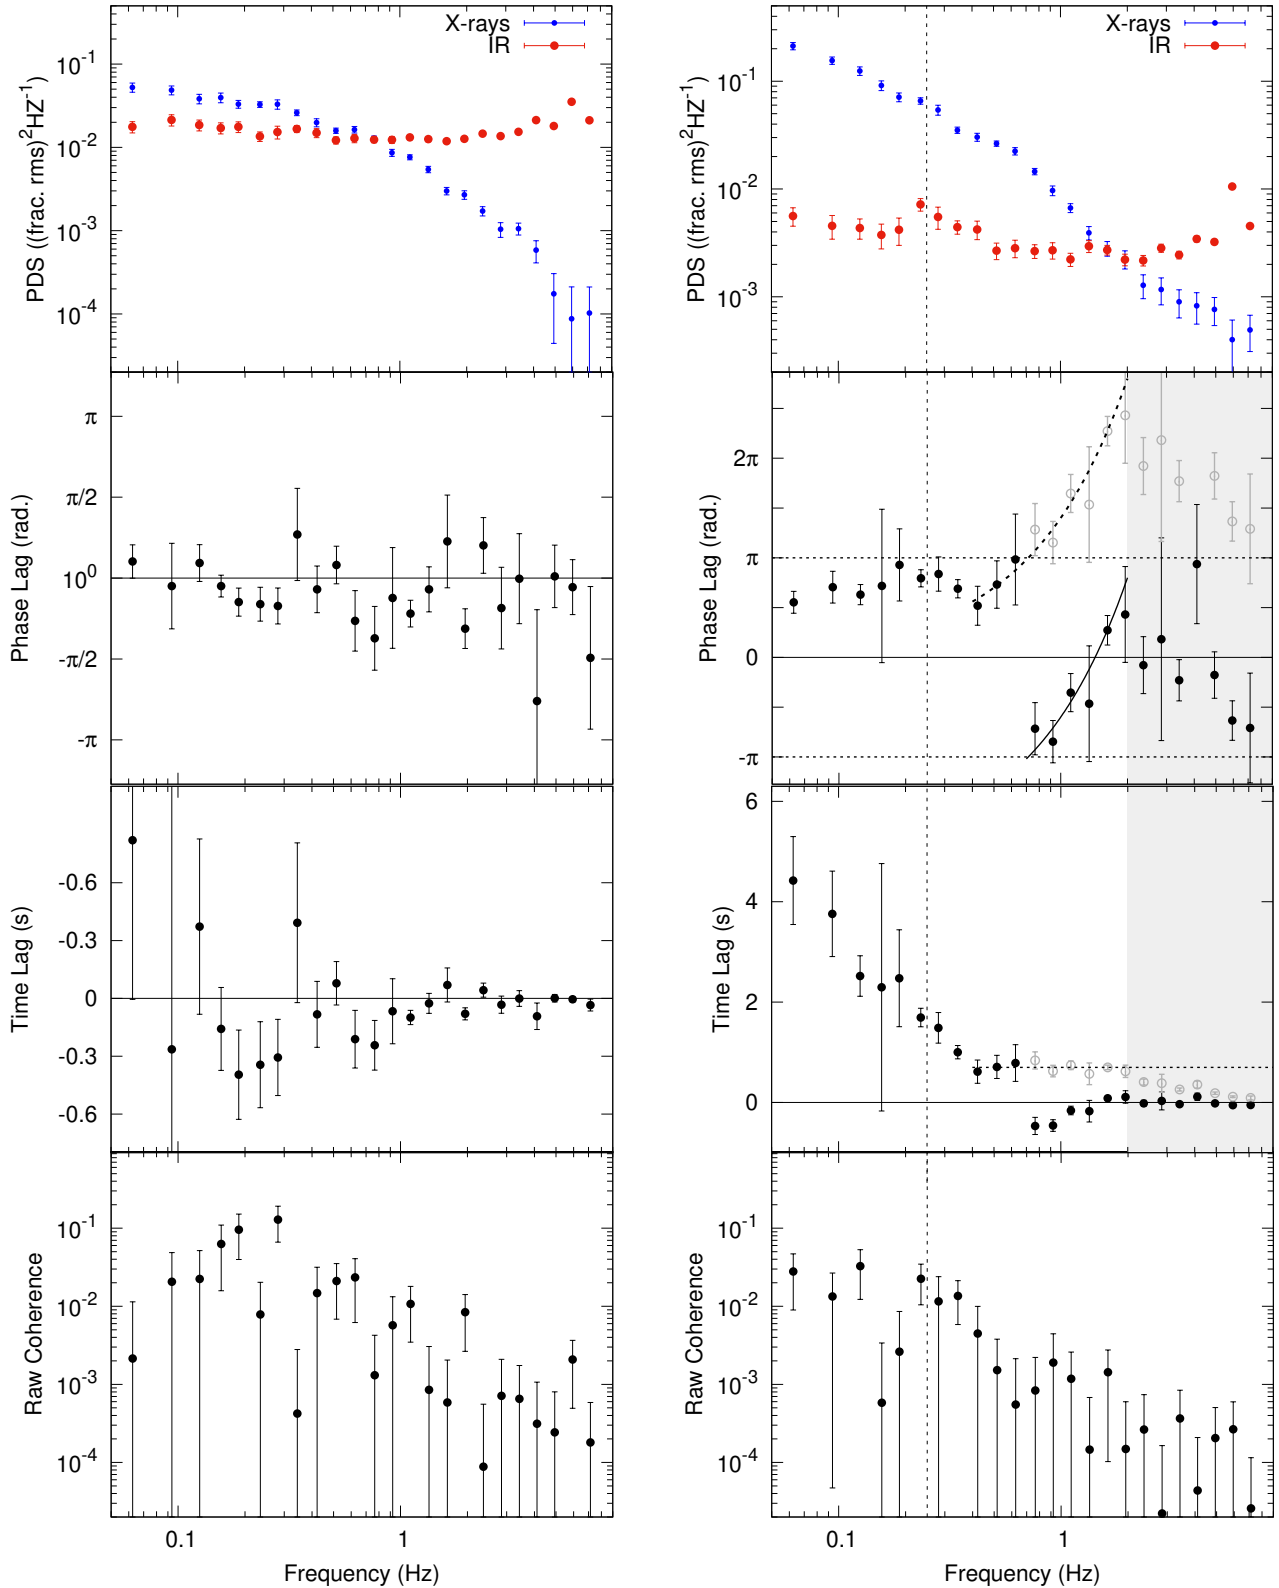 X-rays
IR
PDS ((frac. rms)²HZ⁻¹)
10⁻¹
10⁻²
10⁻³
10⁻⁴
X-rays
IR
PDS ((frac. rms)²HZ⁻¹)
10⁻¹
10⁻²
10⁻³
Phase Lag (rad.)
π
π/2
10⁰
-π/2
-π
Phase Lag (rad.)
2π
π
0
-π
Time Lag (s)
-0.6
-0.3
0
-0.3
-0.6
Time Lag (s)
6
4
2
0
Raw Coherence
10⁻¹
10⁻²
10⁻³
10⁻⁴
0.1
1
Frequency (Hz)
Raw Coherence
10⁻¹
10⁻²
10⁻³
10⁻⁴
0.1
1
Frequency (Hz)